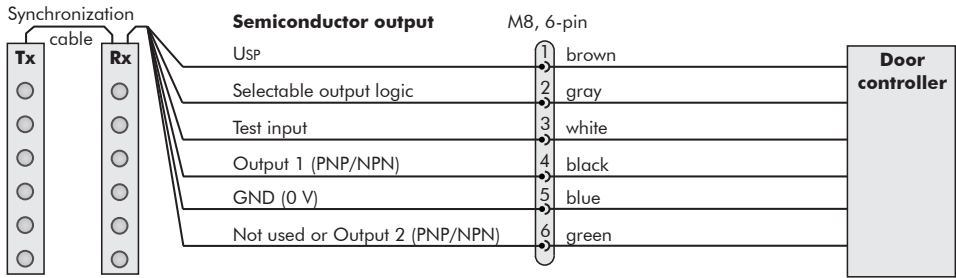 Synchronization
cable
Tx
Rx
Semiconductor output
M8, 6-pin
USP
1
brown
Selectable output logic
2
gray
Test input
3
white
Output 1 (PNP/NPN)
4
black
GND (0 V)
5
blue
Not used or Output 2 (PNP/NPN)
6
green
Door
controller